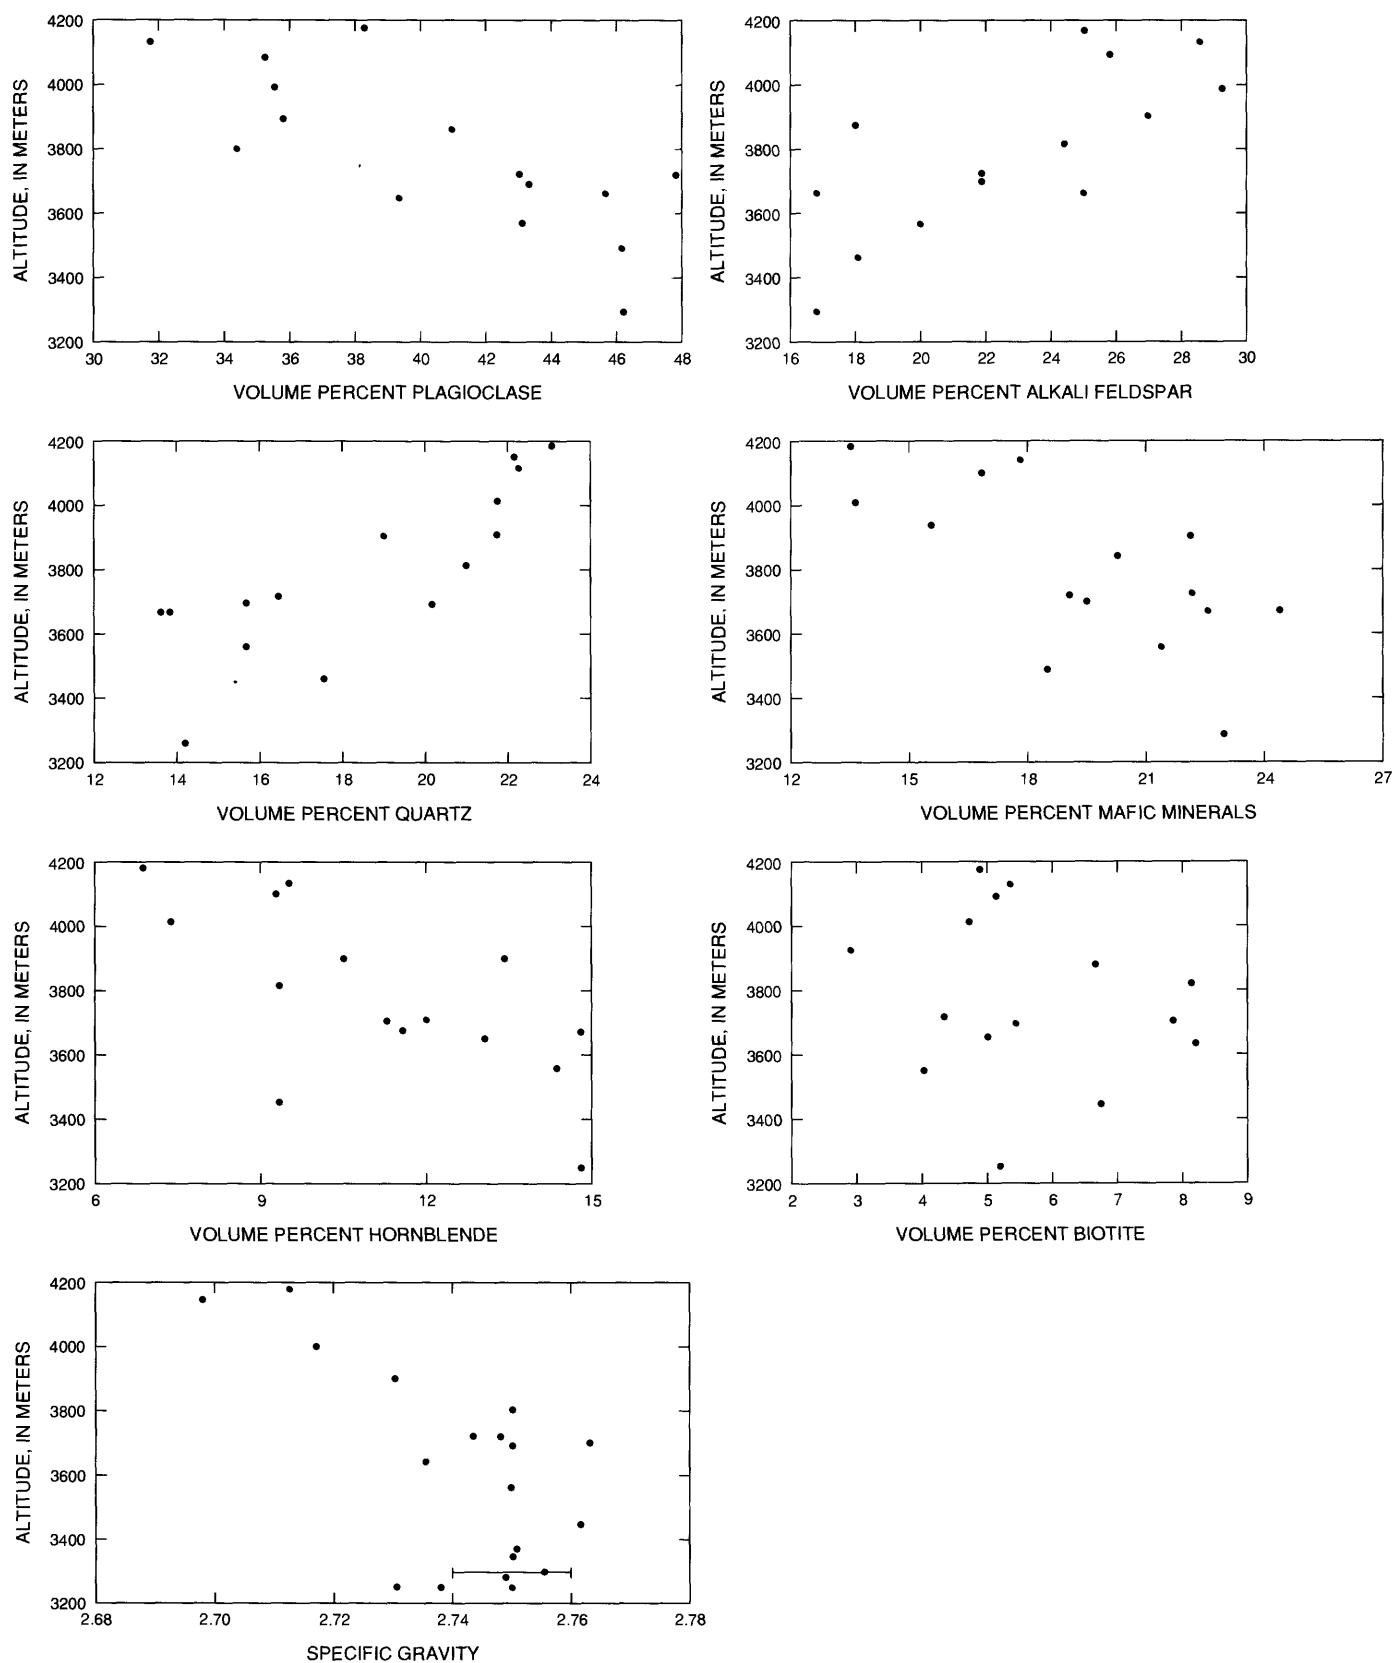 4200
4000
3800
3600
3400
3200
ALTITUDE, IN METERS
30 32 34 36 38 40 42 44 46 48
VOLUME PERCENT PLAGIOCLASE
4200
4000
3800
3600
3400
3200
ALTITUDE, IN METERS
16 18 20 22 24 26 28 30
VOLUME PERCENT ALKALI FELDSPAR
4200
4000
3800
3600
3400
3200
ALTITUDE, IN METERS
12 14 16 18 20 22 24
VOLUME PERCENT QUARTZ
4200
4000
3800
3600
3400
3200
ALTITUDE, IN METERS
12 15 18 21 24 27
VOLUME PERCENT MAFIC MINERALS
4200
4000
3800
3600
3400
3200
ALTITUDE, IN METERS
6 9 12 15
VOLUME PERCENT HORNBLENDE
4200
4000
3800
3600
3400
3200
ALTITUDE, IN METERS
2 3 4 5 6 7 8 9
VOLUME PERCENT BIOTITE
4200
4000
3800
3600
3400
3200
ALTITUDE, IN METERS
2.68 2.70 2.72 2.74 2.76 2.78
SPECIFIC GRAVITY